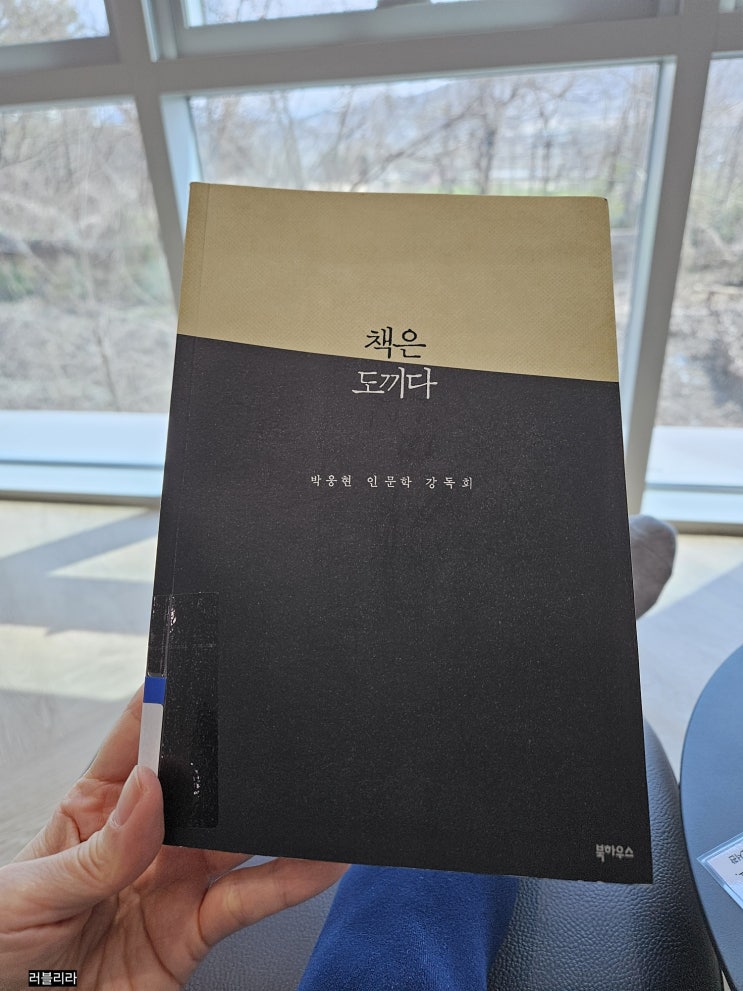 책은
도끼다
박웅현 인문학 강독회
북하우스
러블리라